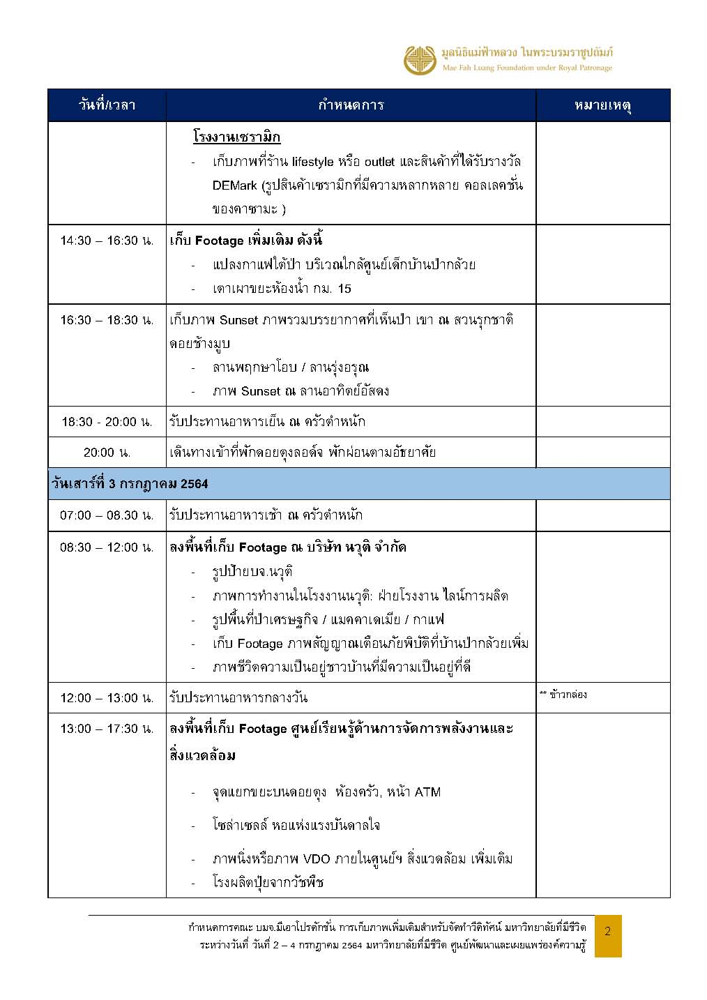 มูลนิธิแม่ฟ้าหลวง ในพระบรมราชูปถัมภ์
Mae Fah Luang Foundation under Royal Patronage
วันที่/เวลา กำหนดการ หมายเหตุ
โรงงานเซรามิก
- เก็บภาพที่ร้าน lifestyle หรือ outlet และสินค้าที่ได้รับรางวัล
DEMark (รูปสินค้าเซรามิกที่มีความหลากหลาย คอลเลคชั่น
ของคาซามะ )
14:30 – 16:30 น. เก็บ Footage เพิ่มเติม ดังนี้
- แปลงกาแฟใต้ป่า บริเวณใกล้ศูนย์เด็กบ้านป่ากล้วย
- เตาเผาขยะห้องน้ำ กม. 15
16:30 – 18:30 น. เก็บภาพ Sunset ภาพรวมบรรยากาศที่เห็นป่า เขา ณ สวนรุกชาติ
ดอยช้างมูบ
- ลานพฤกษาโอบ / ลานรุ่งอรุณ
- ภาพ Sunset ณ ลานอาทิตย์อัสดง
18:30 - 20:00 น. รับประทานอาหารเย็น ณ ครัวตำหนัก
20:00 น. เดินทางเข้าที่พักดอยตุงลอด์จ พักผ่อนตามอัธยาศัย
วันเสาร์ที่ 3 กรกฎาคม 2564
07:00 – 08.30 น. รับประทานอาหารเช้า ณ ครัวตำหนัก
08:30 – 12:00 น. ลงพื้นที่เก็บ Footage ณ บริษัท นวุติ จำกัด
- รูปป้ายบจ.นวุติ
- ภาพการทำงานในโรงงานนวุติ: ฝ่ายโรงงาน ไลน์การผลิต
- รูปพื้นที่ป่าเศรษฐกิจ / แมคคาเดเมีย / กาแฟ
- เก็บ Footage ภาพสัญญาณเตือนภัยพิบัติที่บ้านป่ากล้วยเพิ่ม
- ภาพชีวิตความเป็นอยู่ชาวบ้านที่มีความเป็นอยู่ที่ดี
12:00 – 13:00 น. รับประทานอาหารกลางวัน ** ข้าวกล่อง
13:00 – 17:30 น. ลงพื้นที่เก็บ Footage ศูนย์เรียนรู้ด้านการจัดการพลังงานและ
สิ่งแวดล้อม
- จุดแยกขยะบนดอยตุง ห้องครัว, หน้า ATM
- โซล่าเซลล์ หอแห่งแรงบันดาลใจ
- ภาพนิ่งหรือภาพ VDO ภายในศูนย์ฯ สิ่งแวดล้อม เพิ่มเติม
- โรงผลิตปุ๋ยจากวัชพืช
กำหนดการคณะ บมจ.มีเอาโปรดักชั่น การเก็บภาพเพิ่มเติมสำหรับจัดทำวีดิทัศน์ มหาวิทยาลัยที่มีชีวิต 2
ระหว่างวันที่ วันที่ 2 – 4 กรกฎาคม 2564 มหาวิทยาลัยที่มีชีวิต ศูนย์พัฒนาและเผยแพร่องค์ความรู้